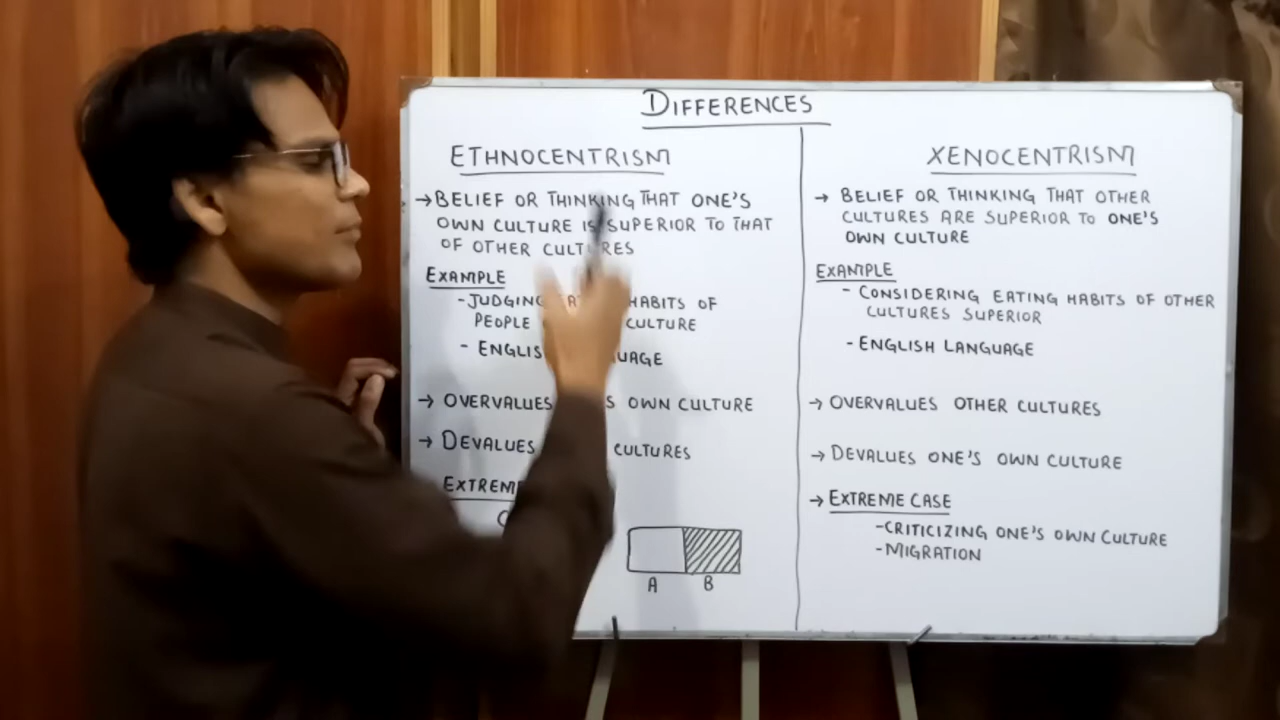 DIFFERENCES
ETHNOCENTRISM
→ BELIEF OR THINKING THAT ONE'S
OWN CULTURE IS SUPERIOR TO THAT
OF OTHER CULTURES
EXAMPLE
- JUDGING HABITS OF
PEOPLE CULTURE
-
→ OVERVALUES OWN CULTURE
→ DEVALUES CULTURES
A B
XENOCENTRISM
→ BELIEF OR THINKING THAT OTHER
CULTURES ARE SUPERIOR TO ONE'S
OWN CULTURE
EXAMPLE
- CONSIDERING EATING HABITS OF OTHER
CULTURES SUPERIOR
- ENGLISH LANGUAGE
→ OVERVALUES OTHER CULTURES
→ DEVALUES ONE'S OWN CULTURE
→ EXTREME CASE
- CRITICIZING ONE'S OWN CULTURE
- MIGRATION